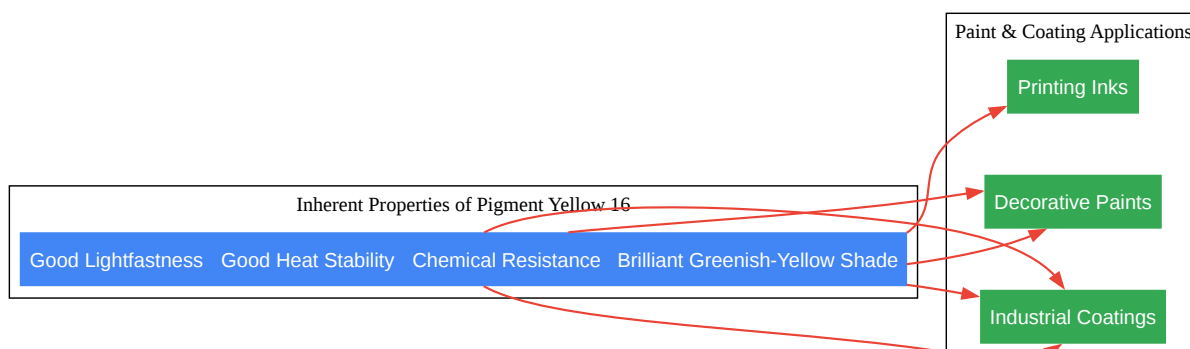 Paint & Coating Applications
Printing Inks
Inherent Properties of Pigment Yellow 16
Decorative Paints
Good Lightfastness Good Heat Stability Chemical Resistance Brilliant Greenish-Yellow Shade
Industrial Coatings